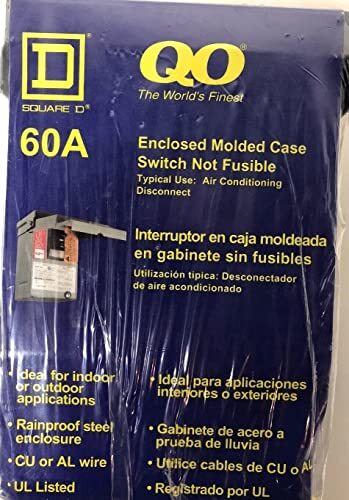 D
SQUARE D®
QO®
The World's Finest
60A
Enclosed Molded Case
Switch Not Fusible
Typical Use: Air Conditioning
Disconnect
Interruptor en caja moldeada
en gabinete sin fusibles
Utilización típica: Desconectador
de aire acondicionado
• Ideal for indoor
or outdoor
applications
• Rainproof steel
enclosure
• CU or AL wire
• UL Listed
• Ideal para aplicaciones
interiores o exteriores
• Gabinete de acero a
prueba de lluvia
• Utilice cables de CU o AL
• Registrado por UL